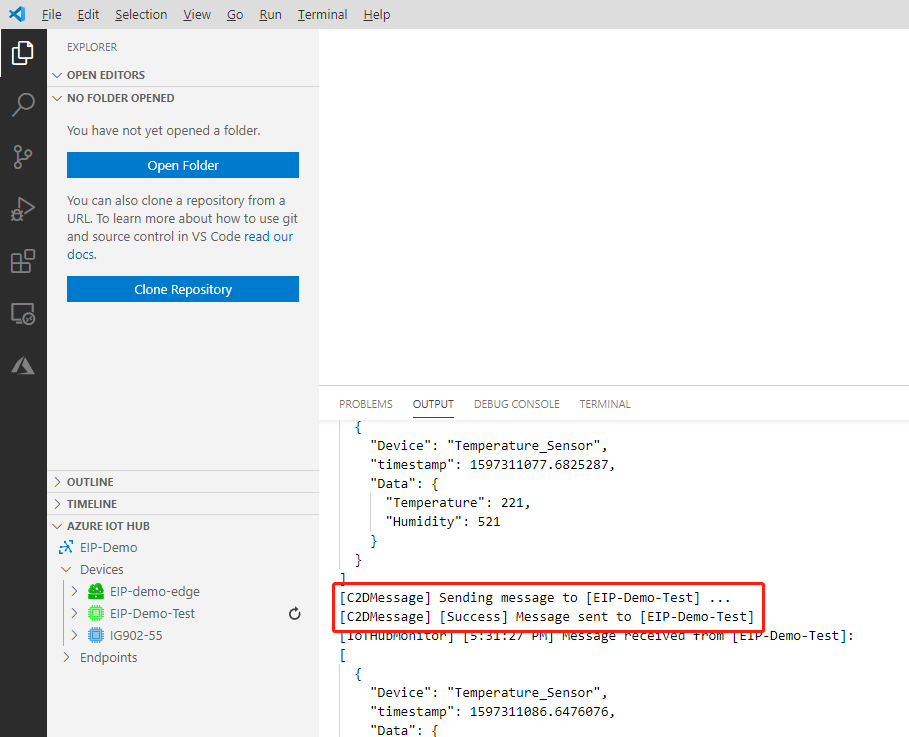 File Edit Selection View Go Run Terminal Help
EXPLORER
OPEN EDITORS
NO FOLDER OPENED
You have not yet opened a folder.
Open Folder
You can also clone a repository from a
URL. To learn more about how to use git
and source control in VS Code read our
docs.
Clone Repository
OUTLINE
TIMELINE
AZURE IOT HUB
EIP-Demo
Devices
EIP-demo-edge
EIP-Demo-Test
IG902-55
Endpoints
PROBLEMS OUTPUT DEBUG CONSOLE TERMINAL
{
"Device": "Temperature_Sensor",
"timestamp": 1597311077.6825287,
"Data": {
"Temperature": 221,
"Humidity": 521
}
}
]
[C2DMessage] Sending message to [EIP-Demo-Test] ...
[C2DMessage] [Success] Message sent to [EIP-Demo-Test]
[IoTHubMonitor] [5:31:27 PM] Message received from [EIP-Demo-Test]:
[
{
"Device": "Temperature_Sensor",
"timestamp": 1597311086.6476076,
"Data": {